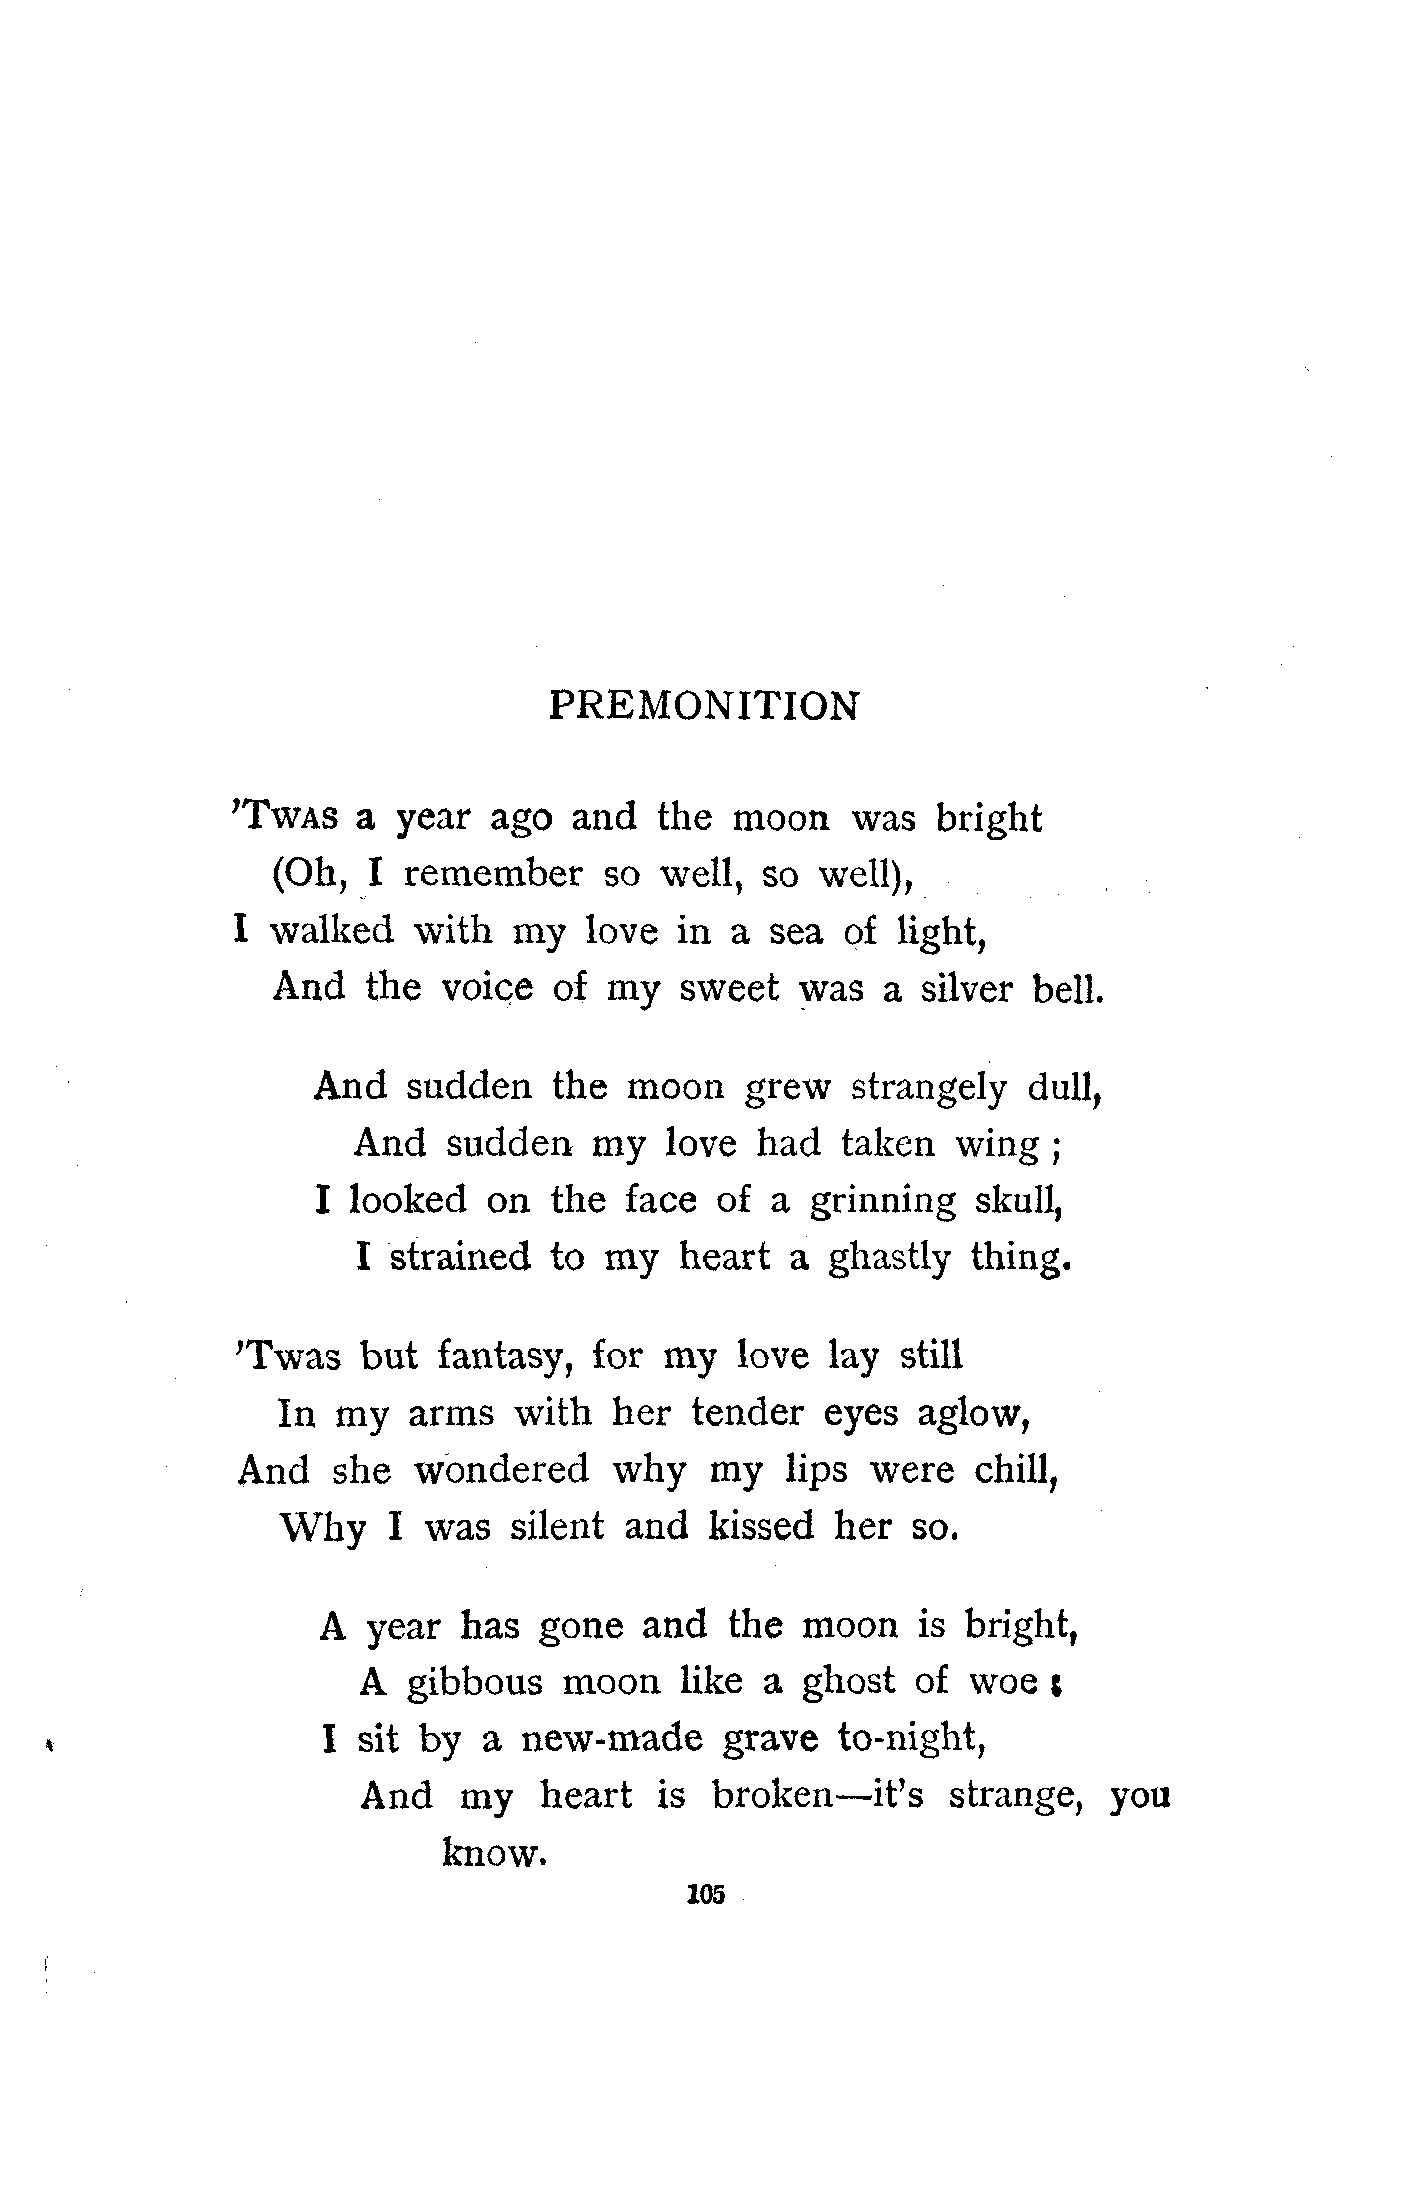 PREMONITION
’TWAS a year ago and the moon was bright
(Oh, I remember so well, so well),
I walked with my love in a sea of light,
And the voice of my sweet was a silver bell.
And sudden the moon grew strangely dull,
And sudden my love had taken wing ;
I looked on the face of a grinning skull,
I strained to my heart a ghastly thing.
’Twas but fantasy, for my love lay still
In my arms with her tender eyes aglow,
And she wondered why my lips were chill,
Why I was silent and kissed her so.
A year has gone and the moon is bright,
A gibbous moon like a ghost of woe ;
I sit by a new-made grave to-night,
And my heart is broken—it’s strange, you
know.
105